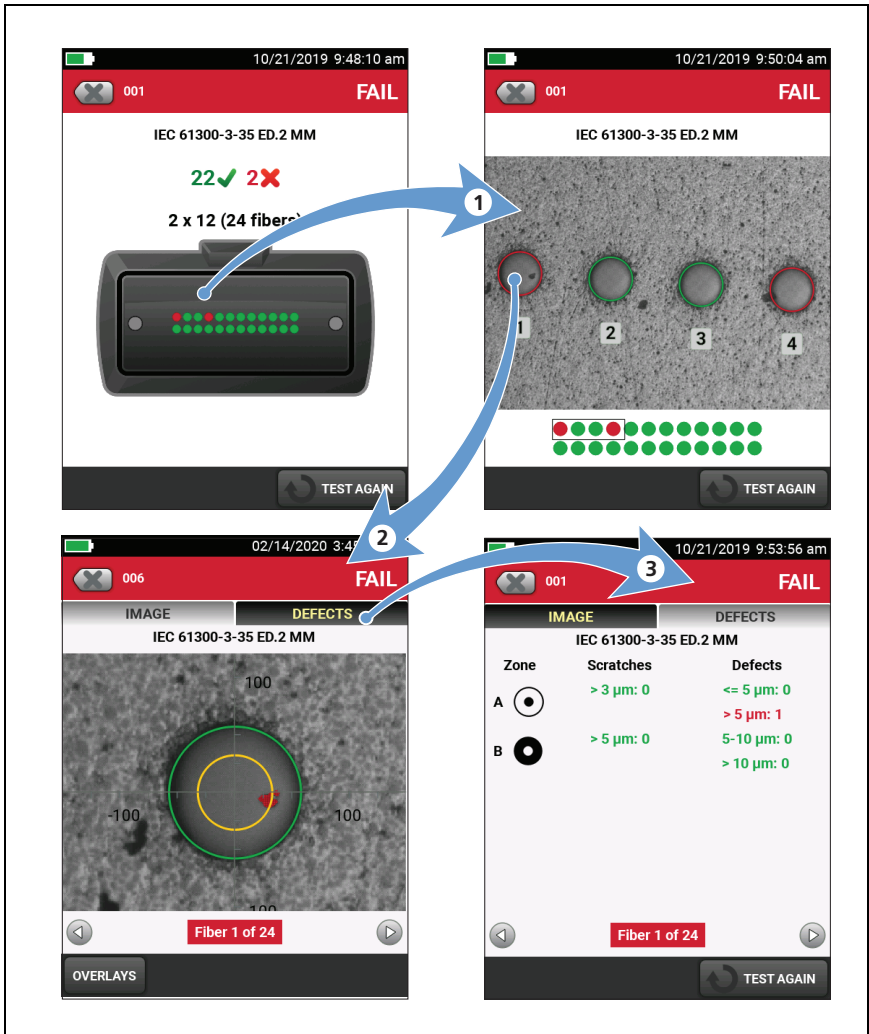 10/21/2019 9:48:10 am
001 FAIL
IEC 61300-3-35 ED.2 MM
22 2
2 x 12 (24 fibers)
TEST AGAIN
1
10/21/2019 9:50:04 am
001 FAIL
IEC 61300-3-35 ED.2 MM
1 2 3 4
TEST AGAIN
2
02/14/2020 3:45
006 FAIL
IMAGE DEFECTS
IEC 61300-3-35 ED.2 MM
100
-100 100
Fiber 1 of 24
OVERLAYS
3
10/21/2019 9:53:56 am
001 FAIL
IMAGE DEFECTS
IEC 61300-3-35 ED.2 MM
Zone Scratches Defects
A > 3 µm: 0 <= 5 µm: 0
> 5 µm: 1
B > 5 µm: 0 5-10 µm: 0
> 10 µm: 0
Fiber 1 of 24
TEST AGAIN